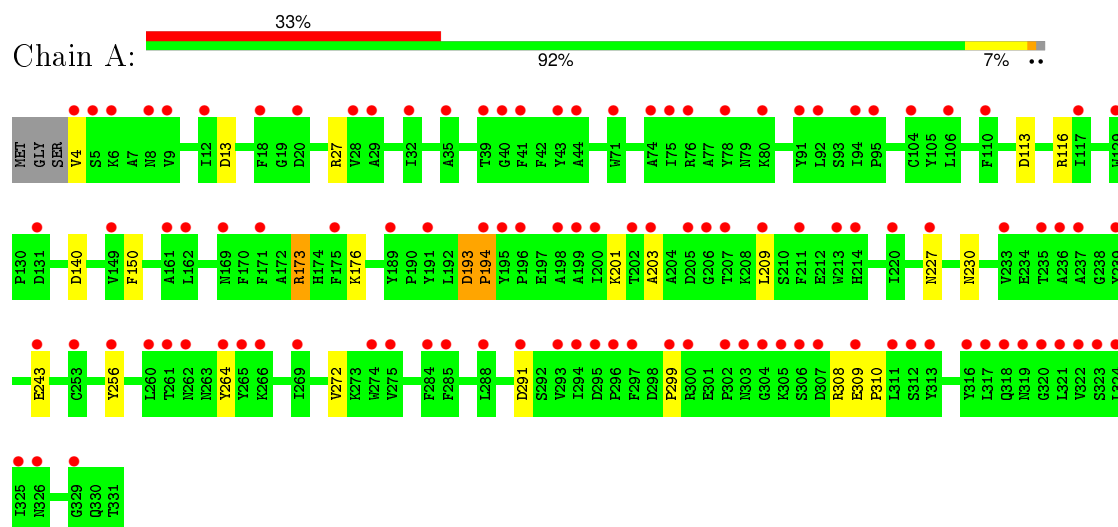 33%
Chain A:
92% 7% ••
MET GLY SER V4 S5 K6 A7 N8 V9 I12 D13 F18 G19 D20 R27 V28 A29 I32 A35 T39 G40 F41 F42 Y43 A44 W71 A74 I75 R76 A77 Y78 N79 K80 Y91 L92 S93 I94 P95 C104 Y105 L106 F110 D113 R116 I117 W129
P130 D131 D140 V149 F150 A161 L162 N169 F170 F171 A172 R173 H174 F175 K176 Y189 P190 Y191 L192 D193 P194 Y195 P196 E197 A198 A199 I200 K201 T202 A203 A204 D205 G206 T207 K208 L209 S210 F211 E212 W213 H214 I220 N227 N230 V233 E234 T235 A236 A237 G238 Y239
E243 C253 Y256 L260 T261 N262 N263 Y264 Y265 K266 I269 V272 K273 W274 V275 F284 F285 L288 D291 S292 V293 I294 D295 P296 F297 D298 P299 R300 E301 P302 N303 G304 K305 S306 D307 R308 E309 P310 L311 S312 Y313 Y316 L317 Q318 N319 G320 L321 V322 S323 L324
I325 N326 G329 Q330 T331